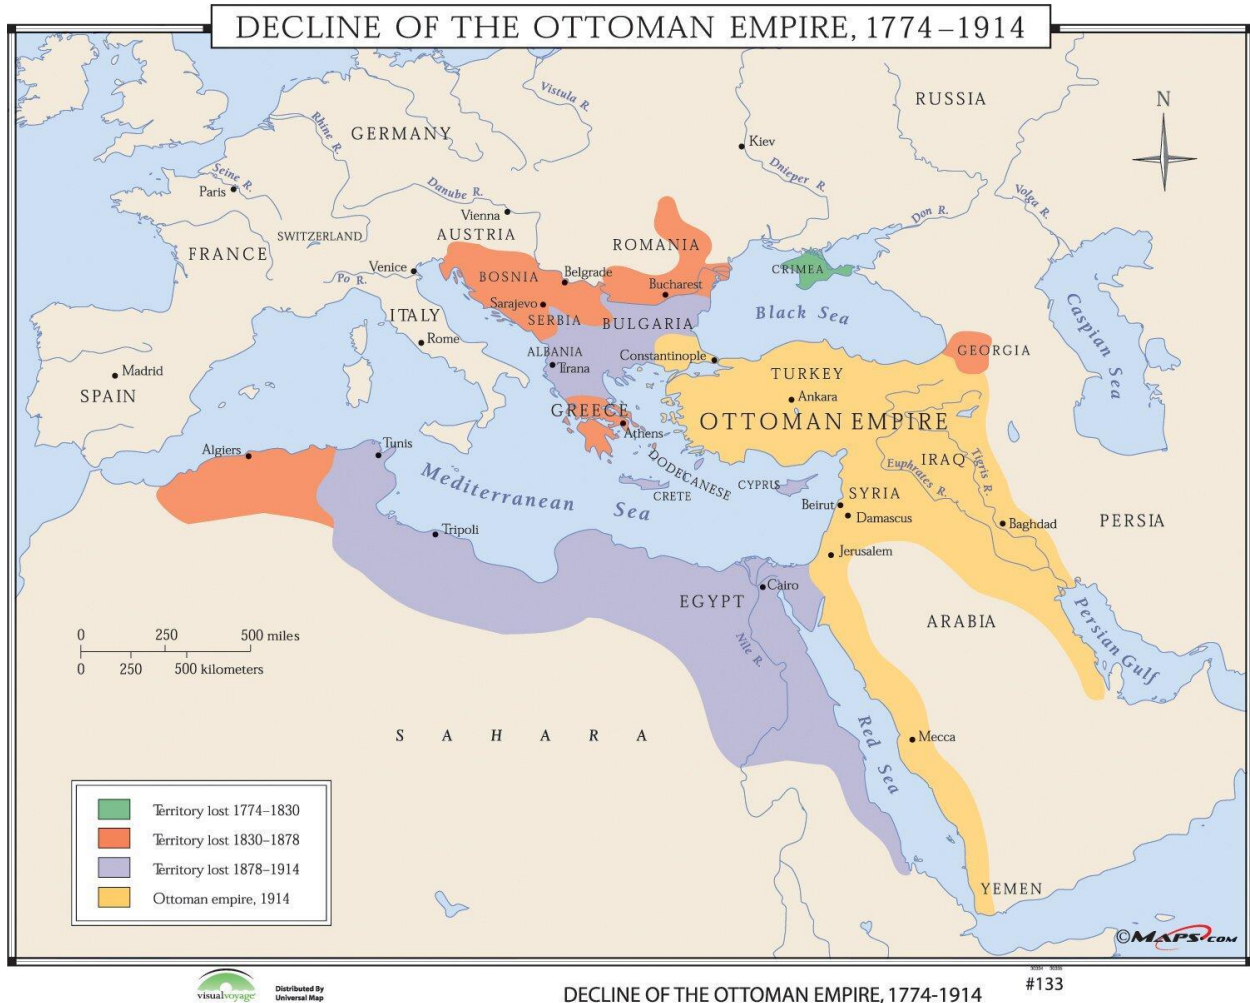 DECLINE OF THE OTTOMAN EMPIRE, 1774–1914
RUSSIA
N
Vistula R.
GERMANY
Rhine R.
Kiev
Dnieper R.
Seine R.
Paris
Danube R.
Vienna
AUSTRIA
SWITZERLAND
FRANCE
Volga R.
Don R.
ROMANIA
Venice
Po R.
BOSNIA
Belgrade
Bucharest
CRIMEA
Sarajevo
SERBIA
BULGARIA
Black Sea
Caspian Sea
ITALY
Rome
ALBANIA
Tirana
Constantinople
GEORGIA
Madrid
SPAIN
TURKEY
Ankara
GREECE
Athens
OTTOMAN EMPIRE
Algiers
Tunis
DODECANESE
IRAQ
Tigris R.
Euphrates R.
Mediterranean Sea
CRETE
CYPRUS
Beirut
SYRIA
Damascus
Baghdad
PERSIA
Tripoli
Jerusalem
EGYPT
Cairo
Nile R.
ARABIA
Persian Gulf
0 250 500 miles
0 250 500 kilometers
SAHARA
Red Sea
Mecca
YEMEN
Territory lost 1774–1830
Territory lost 1830–1878
Territory lost 1878–1914
Ottoman empire, 1914
©MAPS.COM
visualvoyage
Distributed By
Universal Map
DECLINE OF THE OTTOMAN EMPIRE, 1774-1914
#133